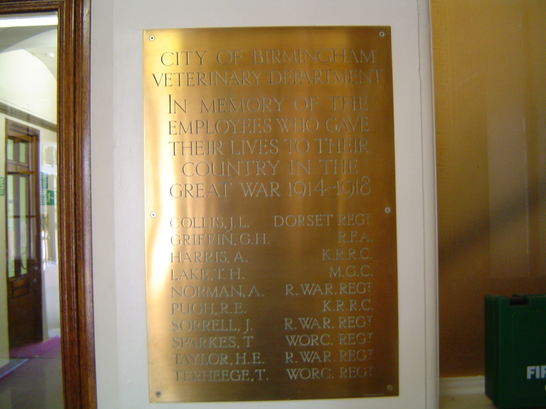 CITY OF BIRMINGHAM
VETERINARY DEPARTMENT
IN MEMORY OF THE
EMPLOYEES WHO GAVE
THEIR LIVES TO THEIR
COUNTRY IN THE
GREAT WAR 1914-1918
COLLIS, J.L. DORSET REGT
GRIFFIN, G.H. R.F.A.
HARRIS, A. K.R.R.C.
LAKE, T.H. M.G.C.
NORMAN, A. R.WAR.REGT
PUGH, R.E. K.R.R.C.
SORRELL, J. R.WAR.REGT
SPARKES, T WORC. REGT
TAYLOR, H.E. R.WAR.REGT
TERHEEGE, T. WORC. REGT
FIR